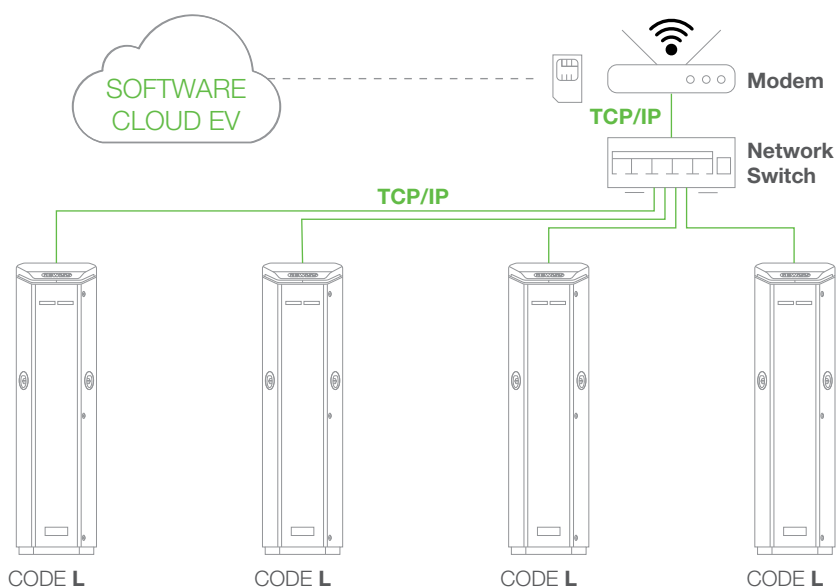 SOFTWARE
CLOUD EV
Modem
TCP/IP
Network
Switch
TCP/IP
CODE L
CODE L
CODE L
CODE L